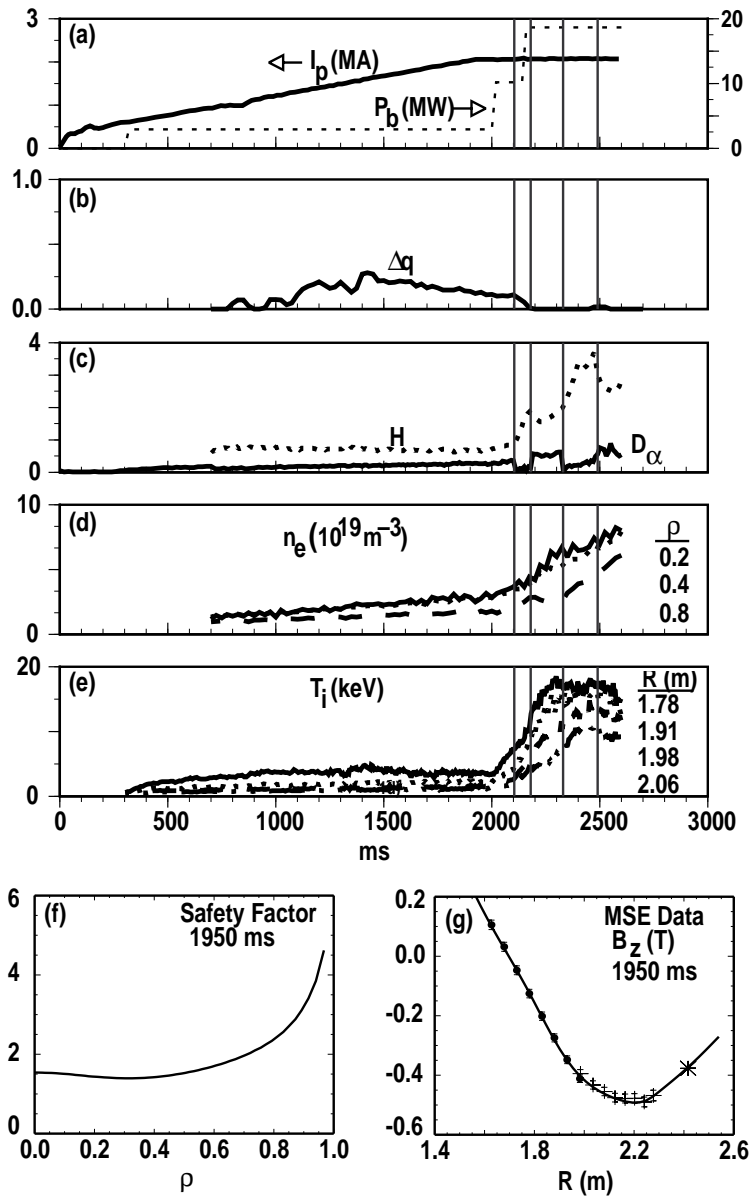 3
(a)
I_p (MA)
P_b (MW)
0
20
10
0
1.0
(b)
Δq
0.0
4
(c)
2
H
D_α
0
10
(d)
n_e (10^19 m^–3)
5
ρ
0.2
0.4
0.8
0
20
(e)
T_i (keV)
10
R (m)
1.78
1.91
1.98
2.06
0
0 500 1000 1500 2000 2500 3000
ms
6
(f)
Safety Factor
1950 ms
4
2
0
0.0 0.2 0.4 0.6 0.8 1.0
ρ
0.2
(g)
MSE Data
B_z (T)
1950 ms
0.0
-0.2
-0.4
-0.6
1.4 1.8 2.2 2.6
R (m)